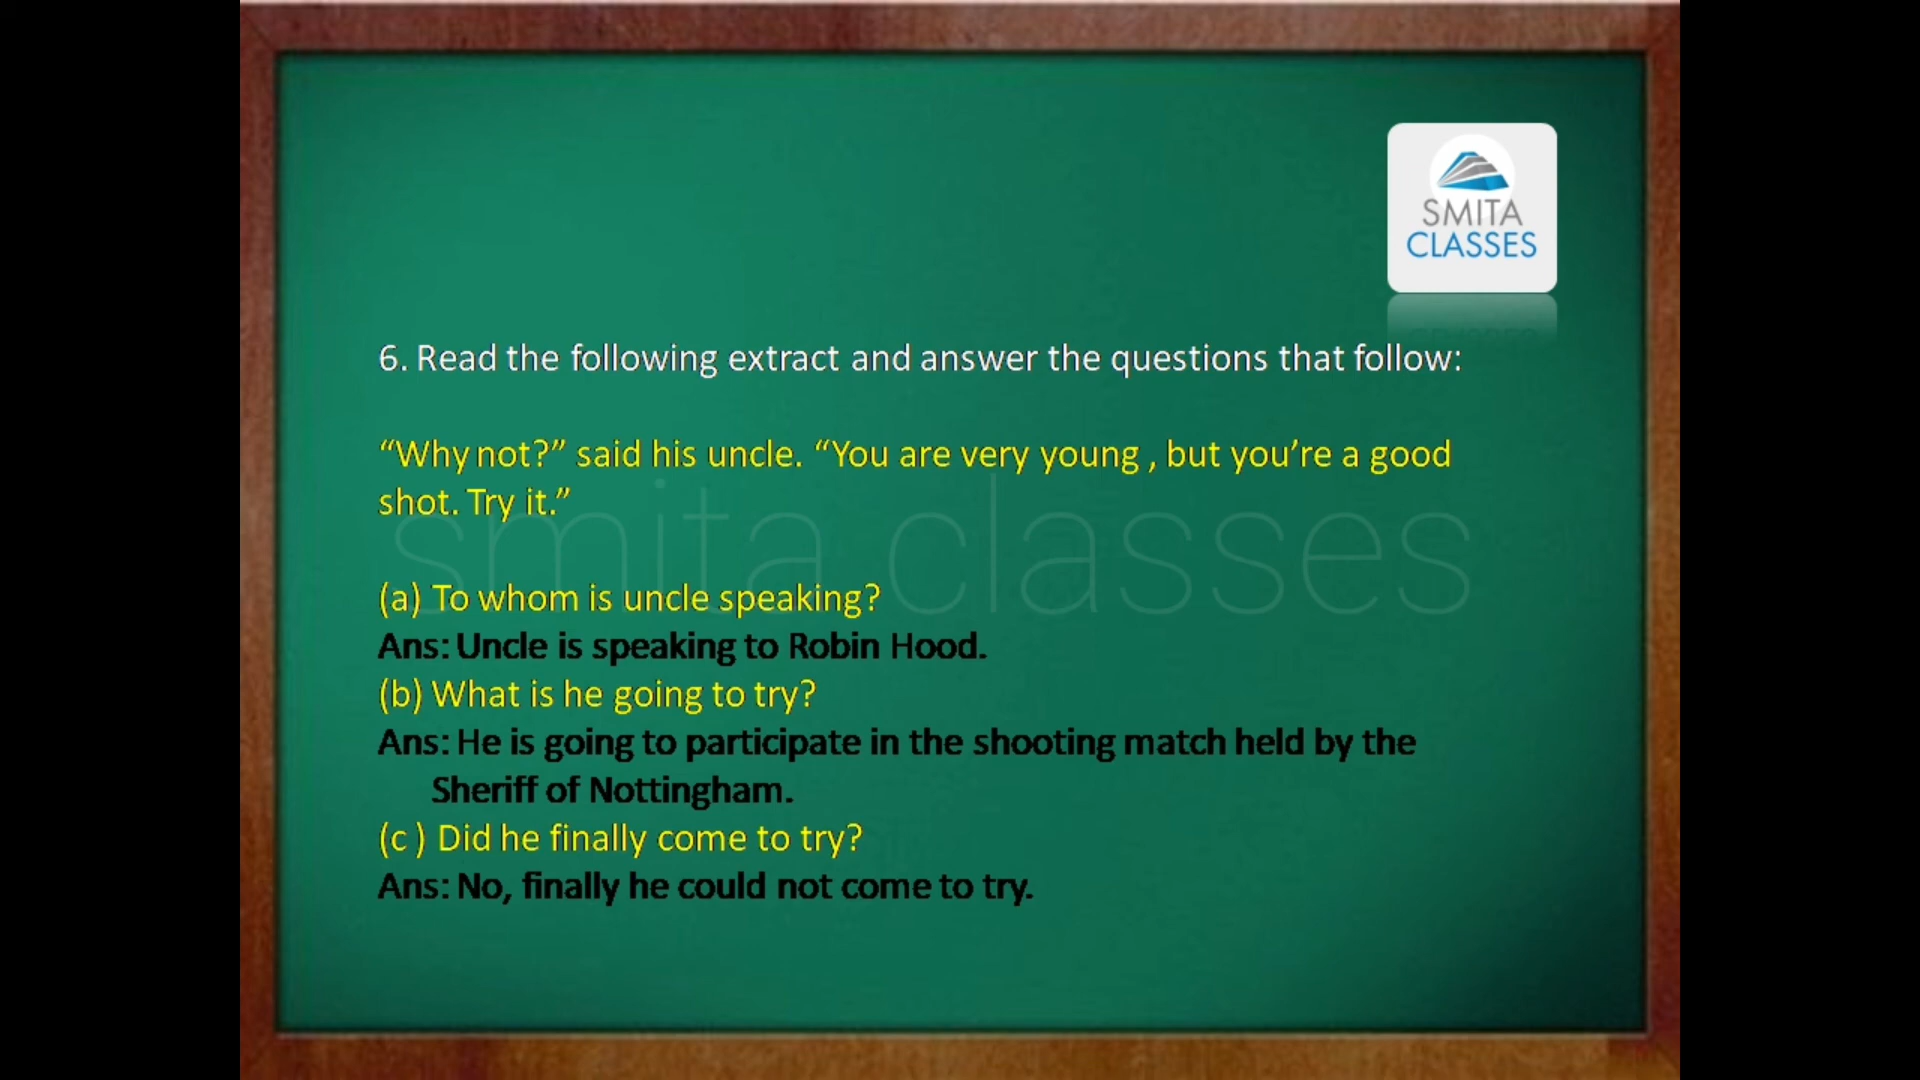 SMITA
CLASSES
6. Read the following extract and answer the questions that follow:
“Why not?” said his uncle. “You are very young , but you’re a good
shot. Try it.”
smita classes
(a) To whom is uncle speaking?
Ans: Uncle is speaking to Robin Hood.
(b) What is he going to try?
Ans: He is going to participate in the shooting match held by the
Sheriff of Nottingham.
(c ) Did he finally come to try?
Ans: No, finally he could not come to try.